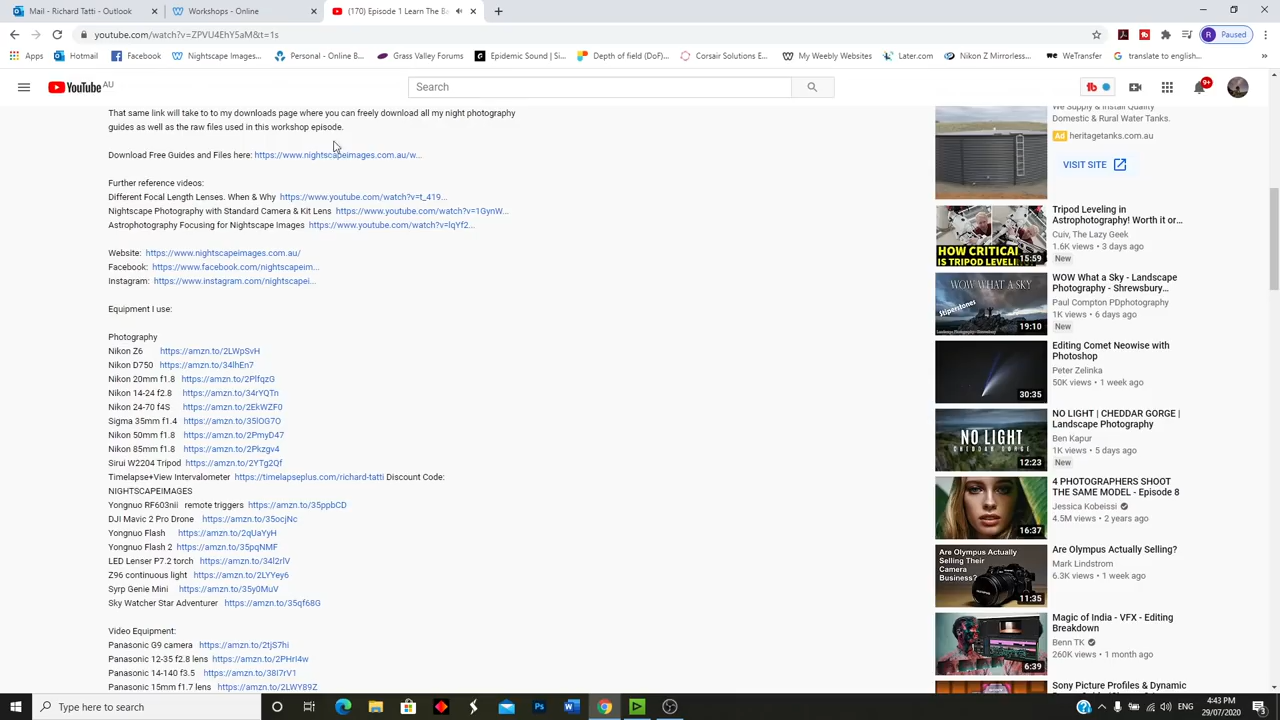 Mail - Richard Tatti - Outlook
Workshop Series
(170) Episode 1 Learn The B
youtube.com/watch?v=ZPVU4EhY5aM&t=1s
R Paused
Apps
Hotmail
Facebook
Nightscape Images...
Personal - Online B...
Grass Valley Forums
Epidemic Sound | Si...
Depth of field (DoF)...
Corsair Solutions E...
My Weebly Websites
Later.com
Nikon Z Mirrorless...
WeTransfer
translate to english...
YouTube AU
Search
9+
That same link will take to to my downloads page where you can freely download all my night photography
guides as well as the raw files used in this workshop episode.
Download Free Guides and Files here: https://www.nightscapeimages.com.au/w...
Further reference videos:
Different Focal Length Lenses. When & Why https://www.youtube.com/watch?v=t_419...
Nightscape Photography with Standard Camera & Kit Lens https://www.youtube.com/watch?v=1GynW...
Astrophotography Focusing for Nightscape Images https://www.youtube.com/watch?v=lqYf2...
Website: https://www.nightscapeimages.com.au/
Facebook: https://www.facebook.com/nightscapeim...
Instagram: https://www.instagram.com/nightscapei...
Equipment I use:
Photography
Nikon Z6 https://amzn.to/2LWpSvH
Nikon D750 https://amzn.to/34lhEn7
Nikon 20mm f1.8 https://amzn.to/2PlfqzG
Nikon 14-24 f2.8 https://amzn.to/34rYQTn
Nikon 24-70 f4S https://amzn.to/2EkWZF0
Sigma 35mm f1.4 https://amzn.to/35lOG7O
Nikon 50mm f1.8 https://amzn.to/2PmyD47
Nikon 85mm f1.8 https://amzn.to/2Pkzgv4
Sirui W2204 Tripod https://amzn.to/2YTg2Qf
Timelapse+View Intervalometer https://timelapseplus.com/richard-tatti Discount Code:
NIGHTSCAPEIMAGES
Yongnuo RF603nii remote triggers https://amzn.to/35ppbCD
DJI Mavic 2 Pro Drone https://amzn.to/35ocjNc
Yongnuo Flash https://amzn.to/2qUaYyH
Yongnuo Flash 2 https://amzn.to/35pqNMF
LED Lenser P7.2 torch https://amzn.to/34l2rlV
Z96 continuous light https://amzn.to/2LYYey6
Syrp Genie Mini https://amzn.to/35y0MuV
Sky Watcher Star Adventurer https://amzn.to/35qf68G
Video Equipment:
Panasonic G9 camera https://amzn.to/2tjS7hi
Panasonic 12-35 f2.8 lens https://amzn.to/2PHrI4w
Panasonic 14-140 f3.5 https://amzn.to/38I7rV1
Panasonic 15mm f1.7 lens https://amzn.to/2LWY89Z
We Supply & Install Quality
Domestic & Rural Water Tanks.
Ad heritagetanks.com.au
VISIT SITE
HOW CRITICAL
IS TRIPOD LEVELI
15:59
Tripod Leveling in
Astrophotography! Worth it or...
Cuiv, The Lazy Geek
1.6K views • 3 days ago
New
WOW WHAT A SKY
Stiperstones
19:10
WOW What a Sky - Landscape
Photography - Shrewsbury...
Paul Compton PDphotography
1K views • 6 days ago
New
30:35
Editing Comet Neowise with
Photoshop
Peter Zelinka
50K views • 1 week ago
NO LIGHT
CHEDDAR GORGE
12:23
NO LIGHT | CHEDDAR GORGE |
Landscape Photography
Ben Kapur
1K views • 5 days ago
New
16:37
4 PHOTOGRAPHERS SHOOT
THE SAME MODEL - Episode 8
Jessica Kobeissi
4.5M views • 2 years ago
Are Olympus Actually
Selling Their
Camera
Business?
11:35
Are Olympus Actually Selling?
Mark Lindstrom
6.3K views • 1 week ago
6:39
Magic of India - VFX - Editing
Breakdown
Benn TK
260K views • 1 month ago
Sony Picture Profiles & Dynamic
Type here to search
ENG
4:43 PM
29/07/2020